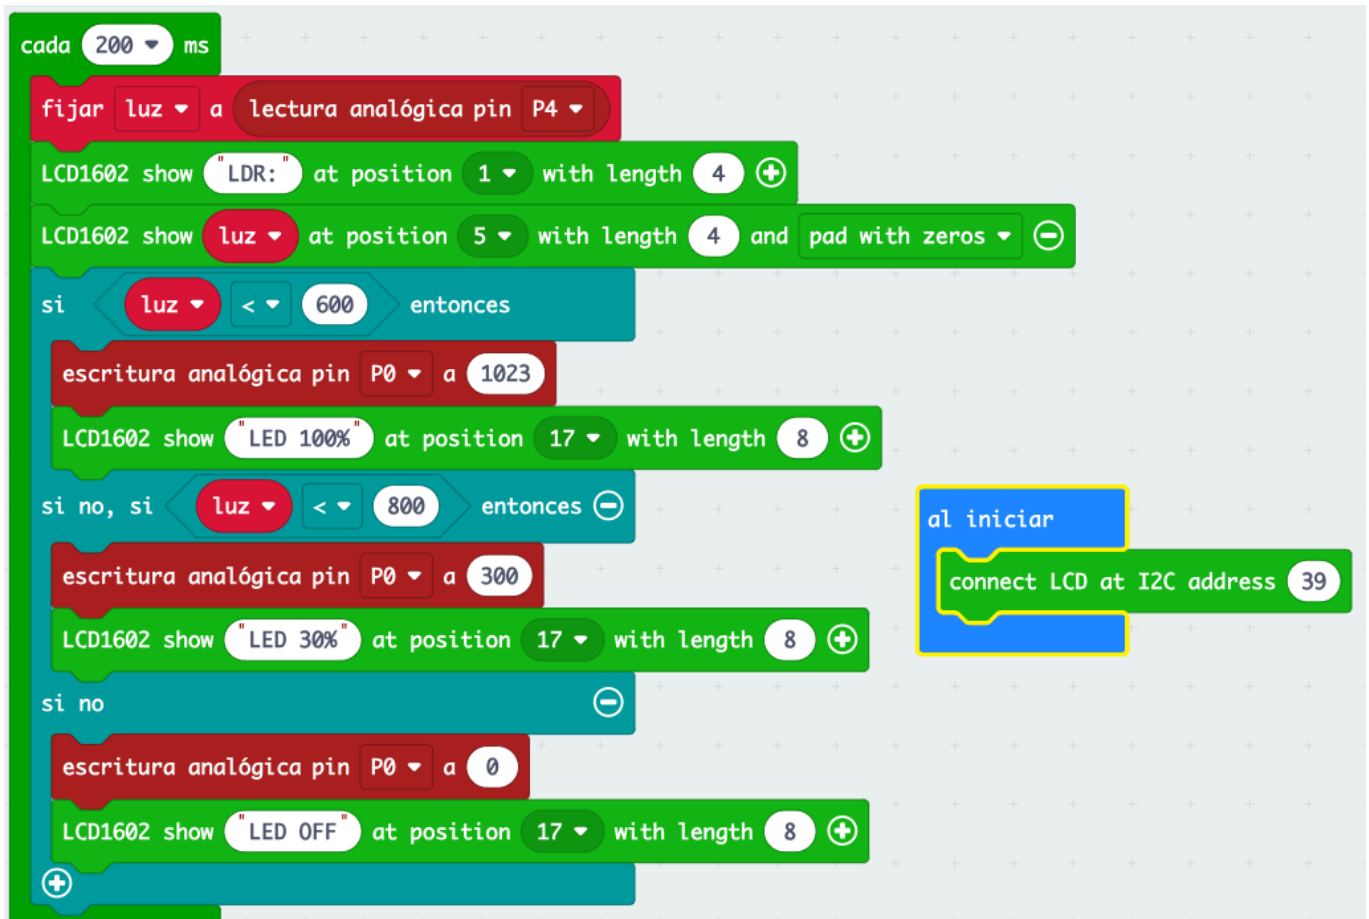 cada 200 ms
fijar luz a lectura analógica pin P4
LCD1602 show "LDR:" at position 1 with length 4
LCD1602 show luz at position 5 with length 4 and pad with zeros
si luz < 600 entonces
escritura analógica pin P0 a 1023
LCD1602 show "LED 100%" at position 17 with length 8
si no, si luz < 800 entonces
escritura analógica pin P0 a 300
LCD1602 show "LED 30%" at position 17 with length 8
si no
escritura analógica pin P0 a 0
LCD1602 show "LED OFF" at position 17 with length 8
al iniciar
connect LCD at I2C address 39